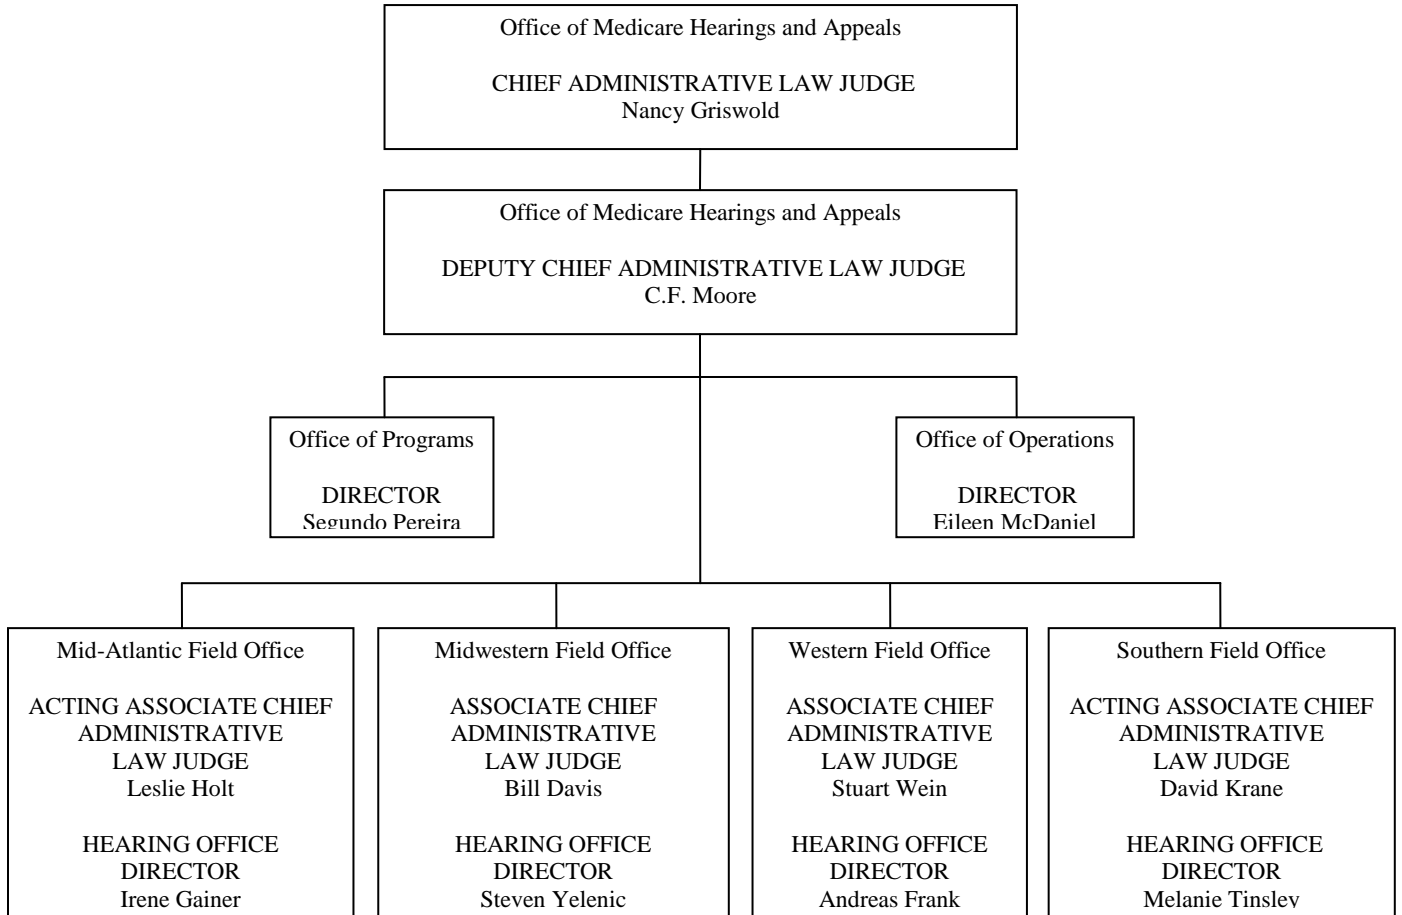 Office of Medicare Hearings and Appeals
CHIEF ADMINISTRATIVE LAW JUDGE
Nancy Griswold
Office of Medicare Hearings and Appeals
DEPUTY CHIEF ADMINISTRATIVE LAW JUDGE
C.F. Moore
Office of Programs
DIRECTOR
Segundo Pereira
Office of Operations
DIRECTOR
Eileen McDaniel
Mid-Atlantic Field Office
ACTING ASSOCIATE CHIEF
ADMINISTRATIVE
LAW JUDGE
Leslie Holt
HEARING OFFICE
DIRECTOR
Irene Gainer
Midwestern Field Office
ASSOCIATE CHIEF
ADMINISTRATIVE
LAW JUDGE
Bill Davis
HEARING OFFICE
DIRECTOR
Steven Yelenic
Western Field Office
ASSOCIATE CHIEF
ADMINISTRATIVE
LAW JUDGE
Stuart Wein
HEARING OFFICE
DIRECTOR
Andreas Frank
Southern Field Office
ACTING ASSOCIATE CHIEF
ADMINISTRATIVE
LAW JUDGE
David Krane
HEARING OFFICE
DIRECTOR
Melanie Tinsley